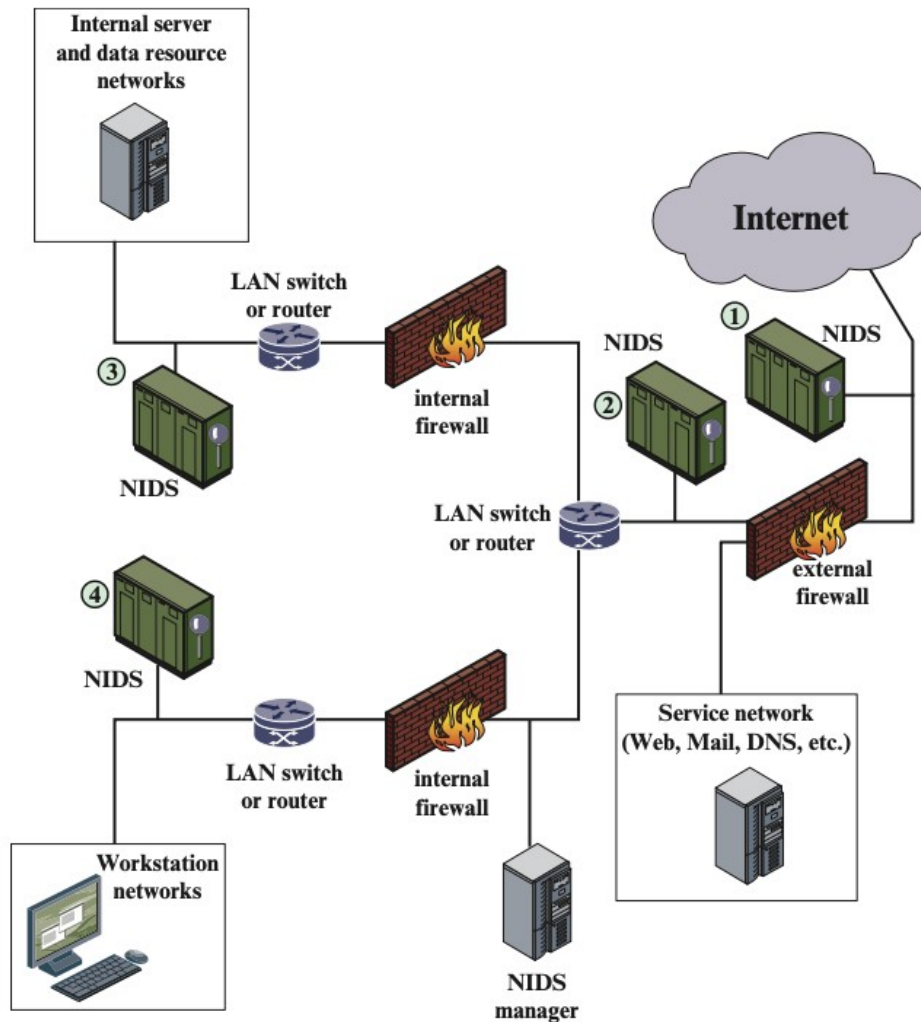 Internal server
and data resource
networks
Internet
LAN switch
or router
internal
firewall
1
NIDS
NIDS
2
3
NIDS
LAN switch
or router
external
firewall
4
NIDS
LAN switch
or router
internal
firewall
Service network
(Web, Mail, DNS, etc.)
Workstation
networks
NIDS
manager